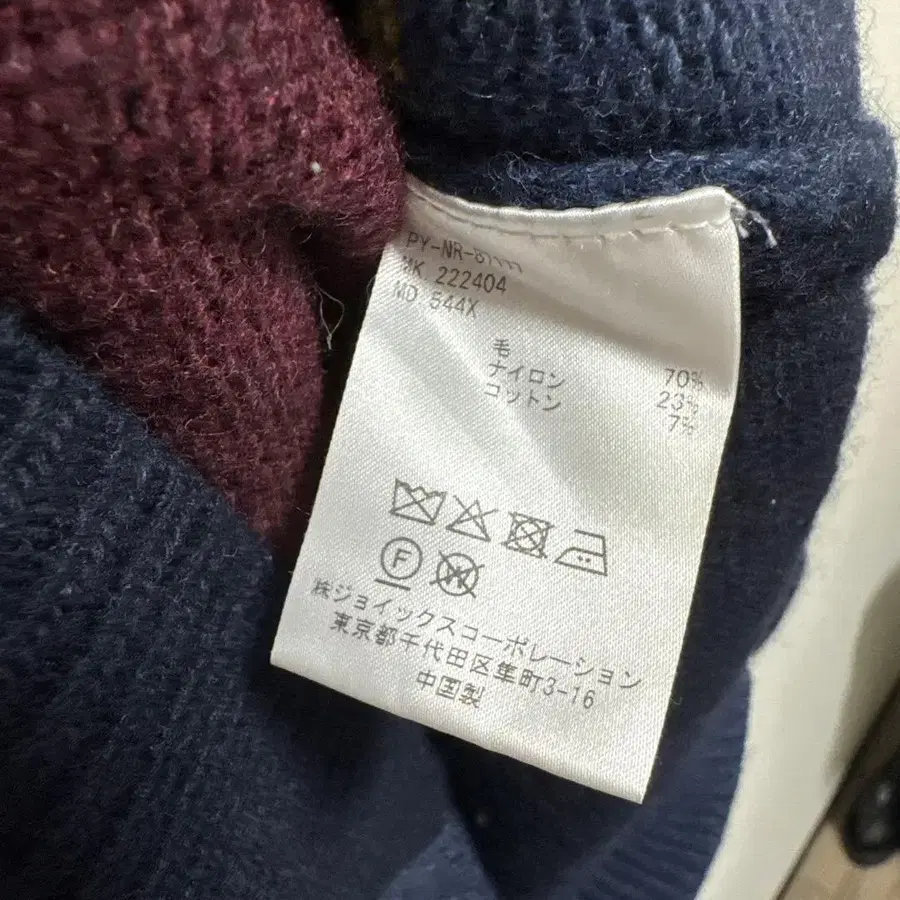 MK 222404
MD 544X
毛 70%
ナイロン 23%
コットン 7%
F
W
㈱ジョイックスコーポレーション
東京都千代田区隼町3-16
中国製